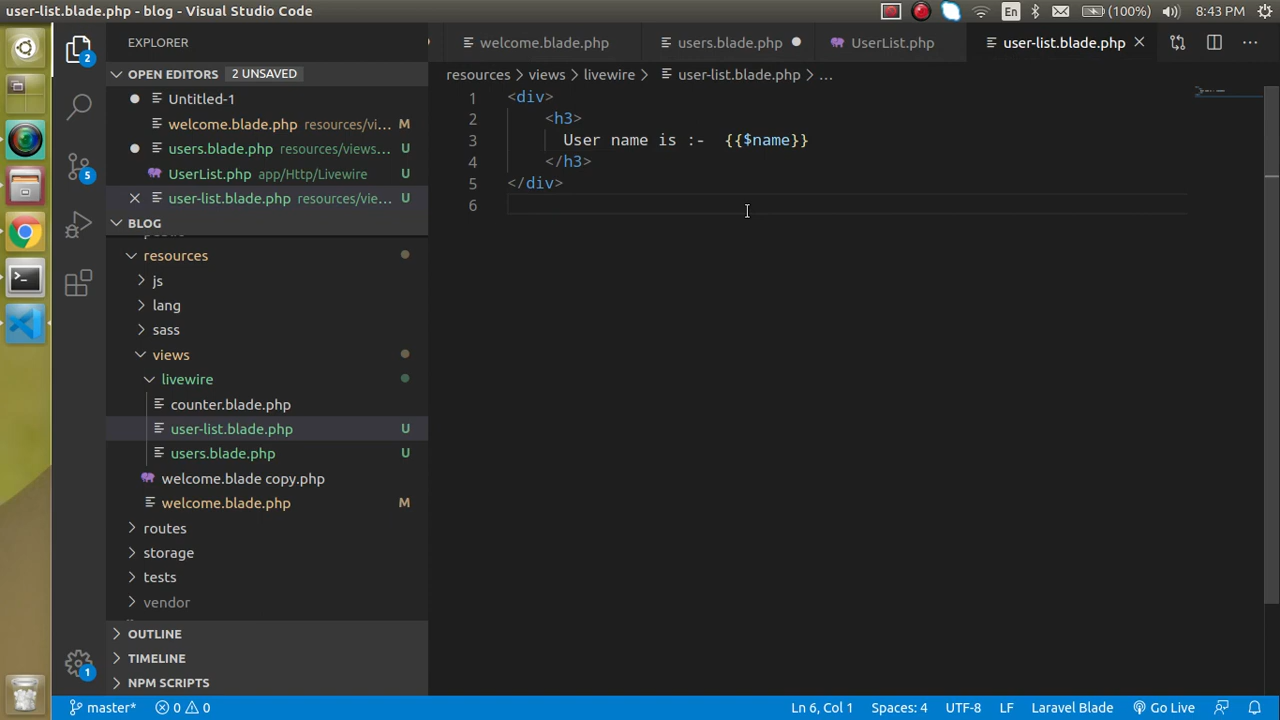 user-list.blade.php - blog - Visual Studio Code
En
(100%)
8:43 PM
EXPLORER
welcome.blade.php
users.blade.php
UserList.php
user-list.blade.php
2
OPEN EDITORS
2 UNSAVED
resources > views > livewire > user-list.blade.php > ...
Untitled-1
welcome.blade.php resources/vi... M
users.blade.php resources/views... U
UserList.php app/Http/Livewire U
user-list.blade.php resources/vie... U
5
1 <div>
2 <h3>
3 User name is :- {{$name}}
4 </h3>
5 </div>
6
BLOG
resources
js
lang
sass
views
livewire
counter.blade.php
user-list.blade.php U
users.blade.php U
welcome.blade copy.php
welcome.blade.php M
routes
storage
tests
vendor
OUTLINE
TIMELINE
NPM SCRIPTS
1
master*
0
0
Ln 6, Col 1
Spaces: 4
UTF-8
LF
Laravel Blade
Go Live